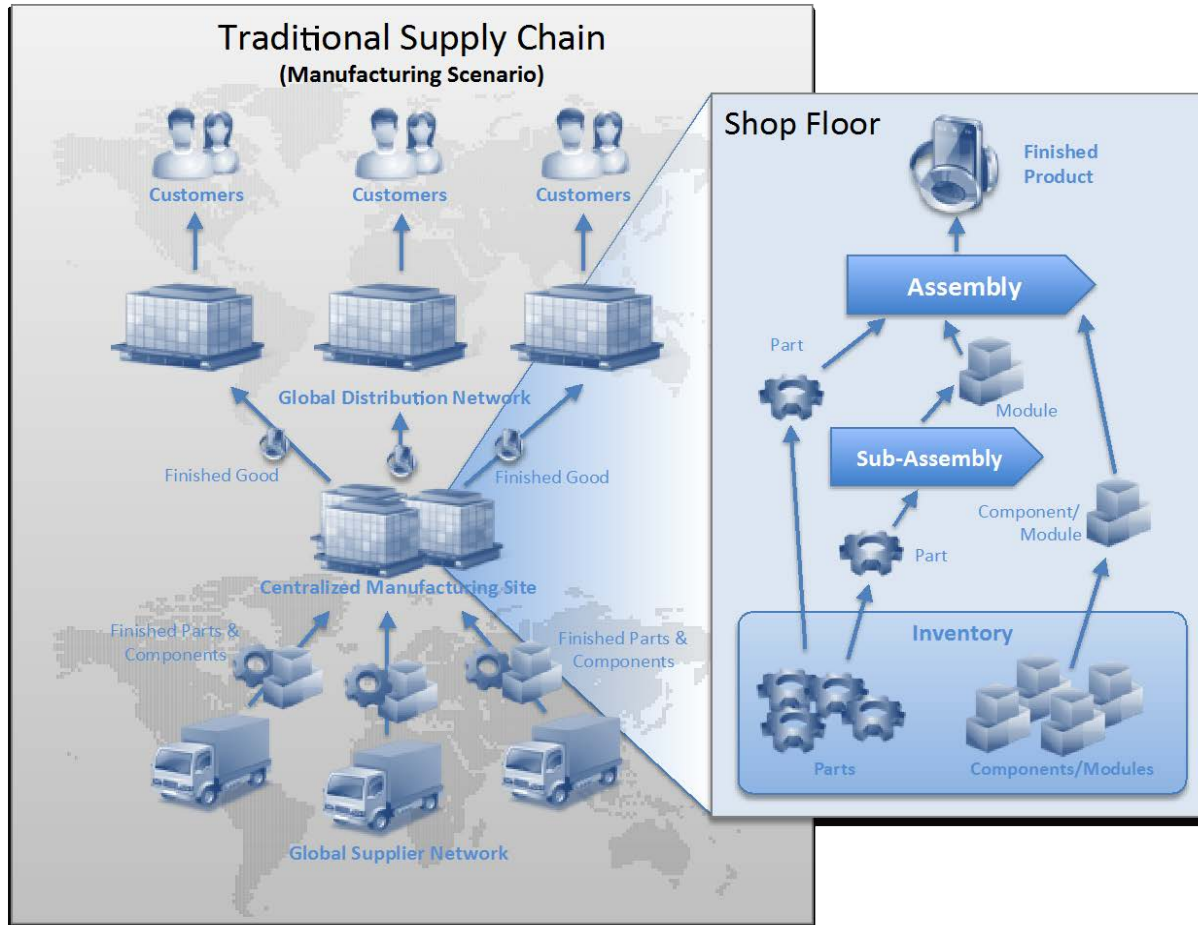 Traditional Supply Chain
(Manufacturing Scenario)
Customers
Customers
Customers
Global Distribution Network
Finished Good
Finished Good
Centralized Manufacturing Site
Finished Parts &
Components
Finished Parts &
Components
Global Supplier Network
Shop Floor
Finished
Product
Assembly
Part
Module
Sub-Assembly
Component/
Module
Part
Inventory
Parts
Components/Modules